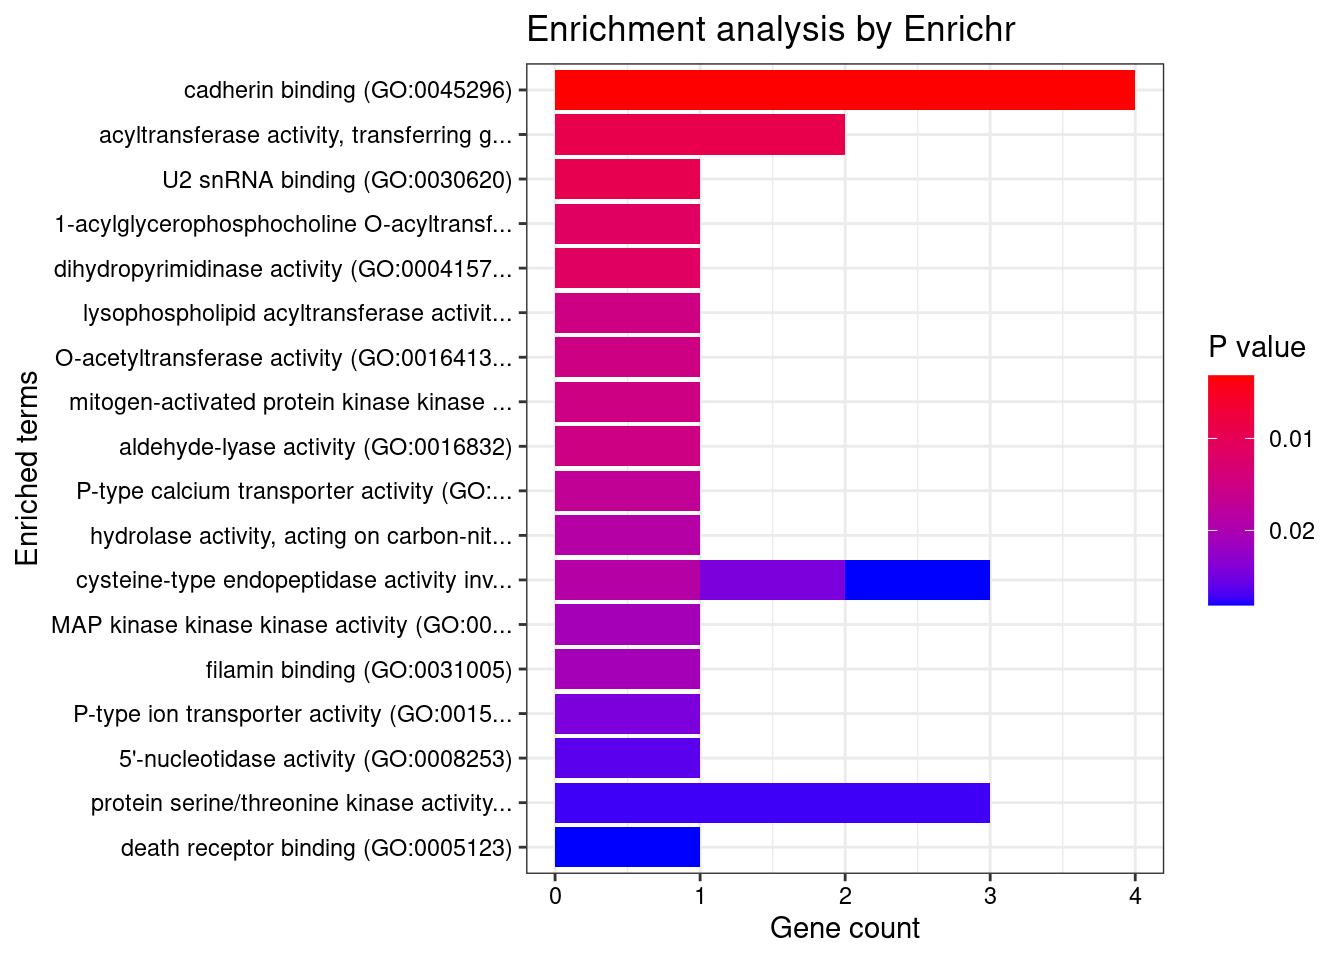 Enrichment analysis by Enrichr
Enriched terms
cadherin binding (GO:0045296)
acyltransferase activity, transferring g...
U2 snRNA binding (GO:0030620)
1-acylglycerophosphocholine O-acyltransf...
dihydropyrimidinase activity (GO:0004157...
lysophospholipid acyltransferase activit...
O-acetyltransferase activity (GO:0016413...
mitogen-activated protein kinase kinase ...
aldehyde-lyase activity (GO:0016832)
P-type calcium transporter activity (GO:...
hydrolase activity, acting on carbon-nit...
cysteine-type endopeptidase activity inv...
MAP kinase kinase kinase activity (GO:00...
filamin binding (GO:0031005)
P-type ion transporter activity (GO:0015...
5'-nucleotidase activity (GO:0008253)
protein serine/threonine kinase activity...
death receptor binding (GO:0005123)
0 1 2 3 4
Gene count
P value
0.01
0.02